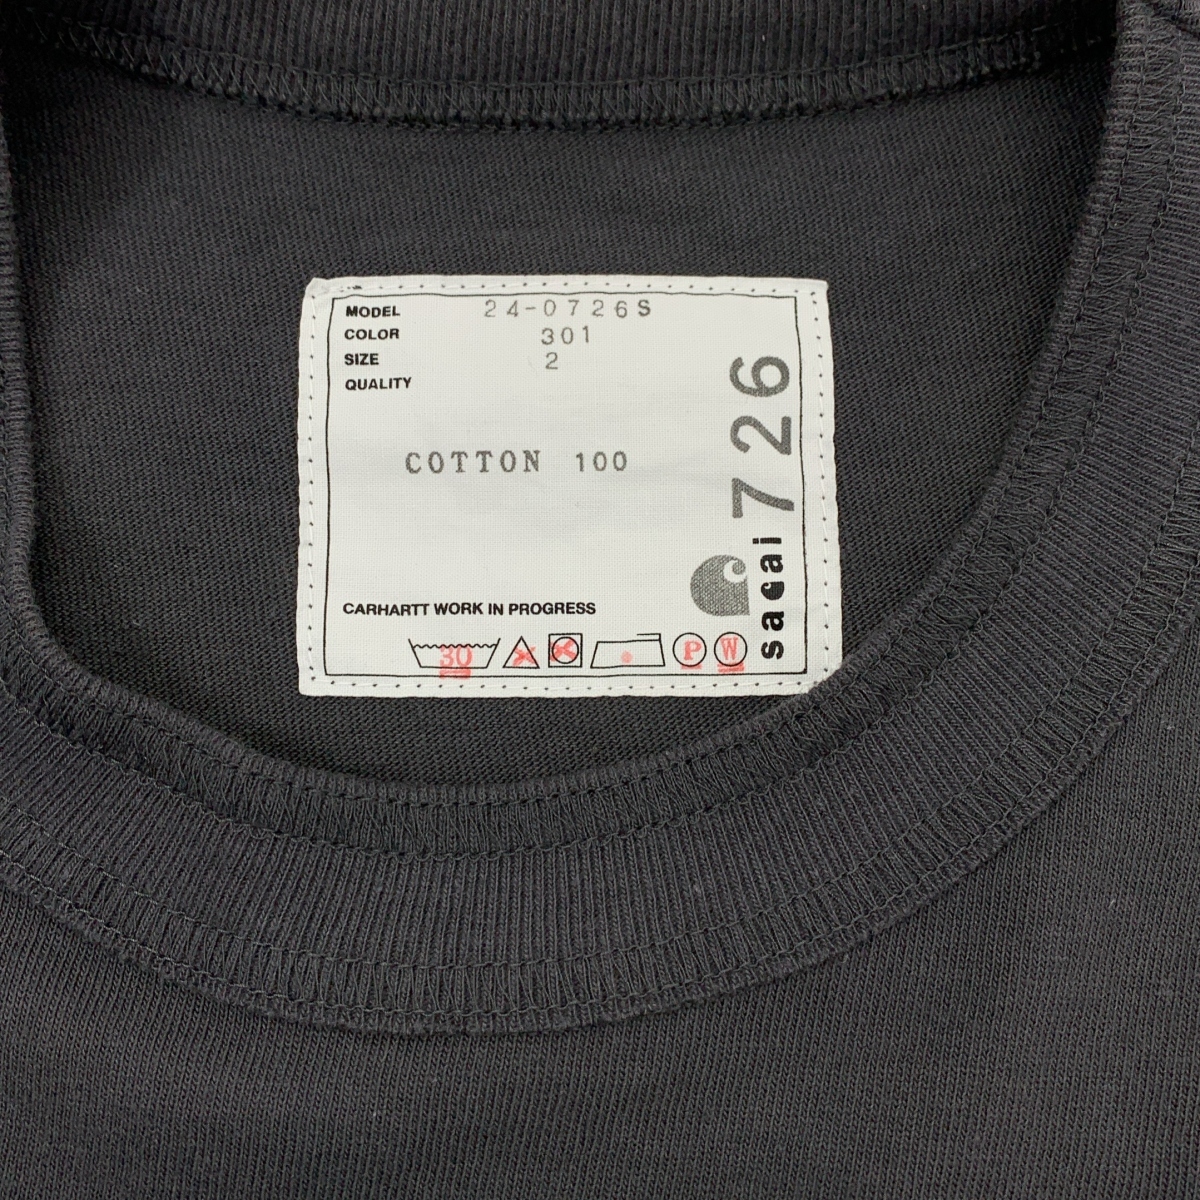 MODEL 24-0726S
COLOR 301
SIZE 2
QUALITY
COTTON 100
CARHARTT WORK IN PROGRESS
30 P W
sacai 726